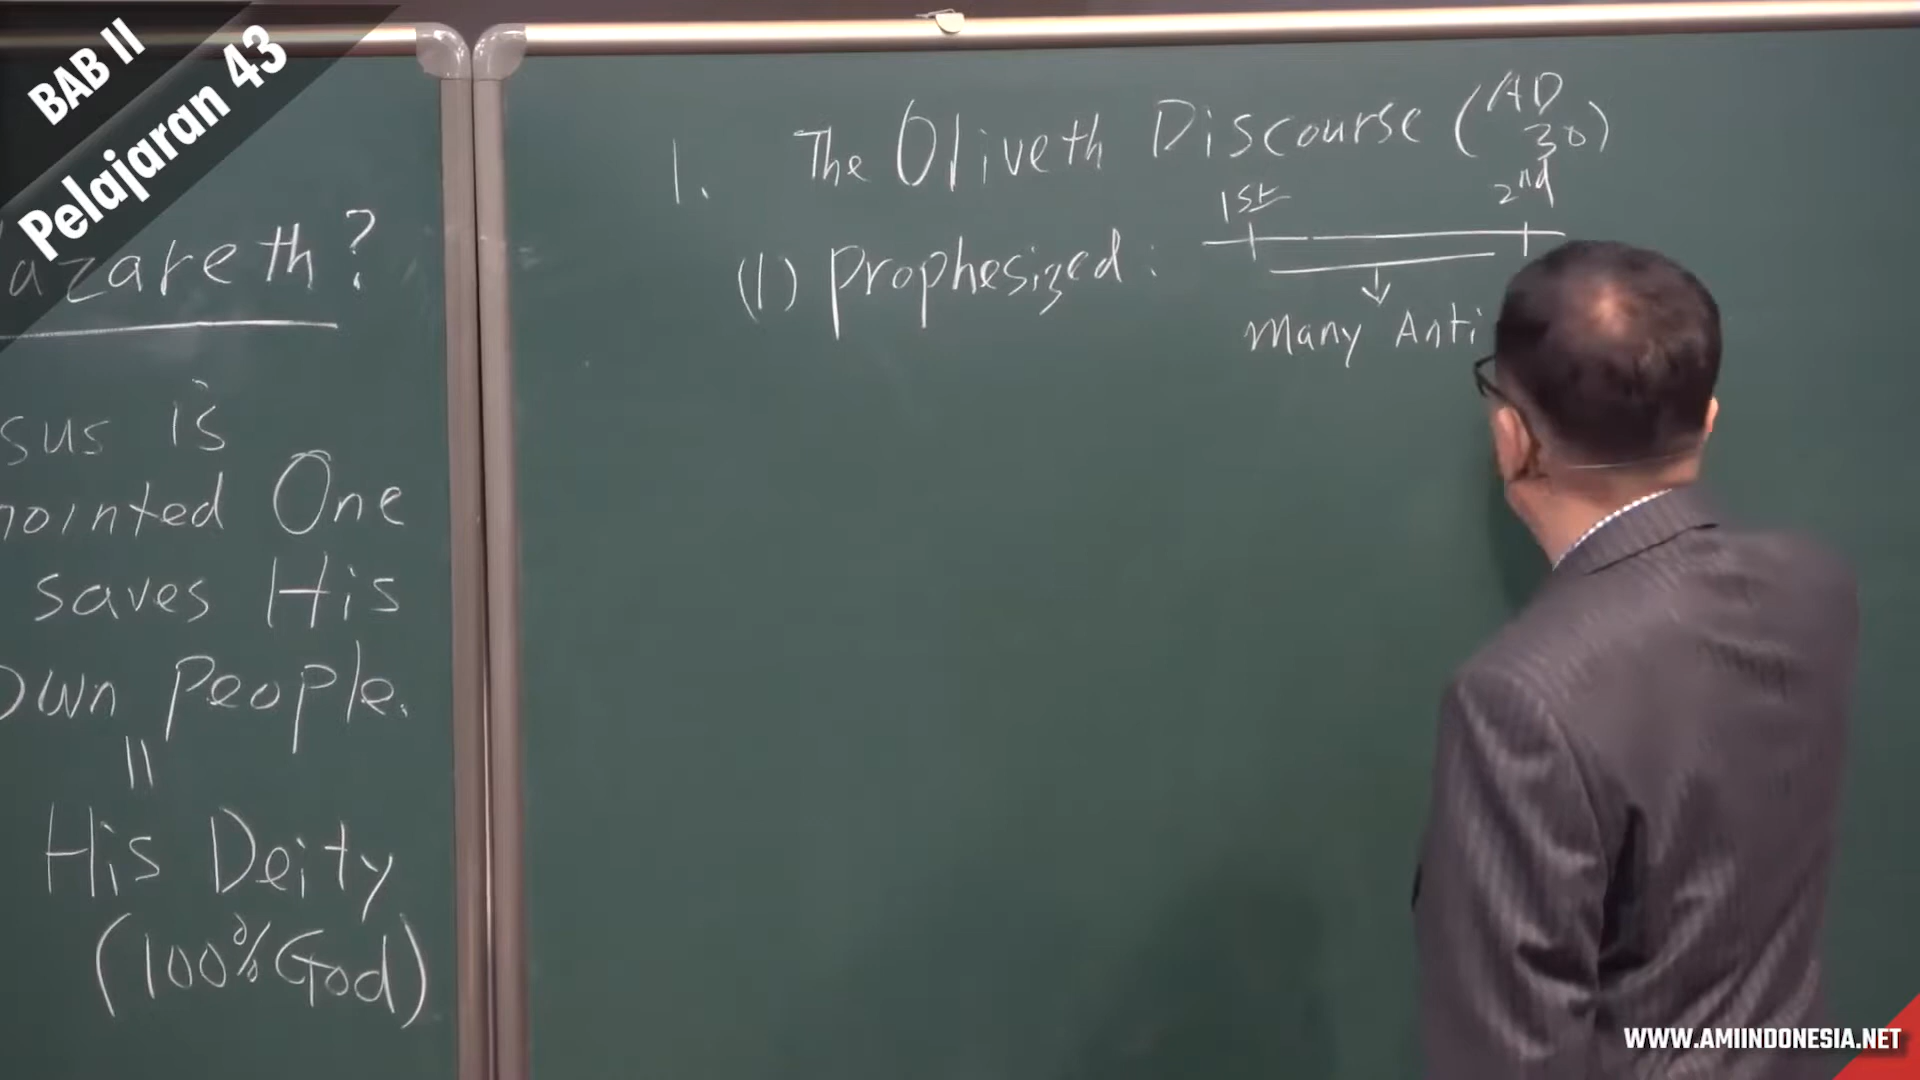 BAB II
Pelajaran 43
azareth?
sus is
nointed One
saves His
Own people.
His Deity
(100% God)
1. The Oliveth Discourse (AD 30)
1st 2nd
(1) prophesized:
Many Anti
WWW.AMIINDONESIA.NET